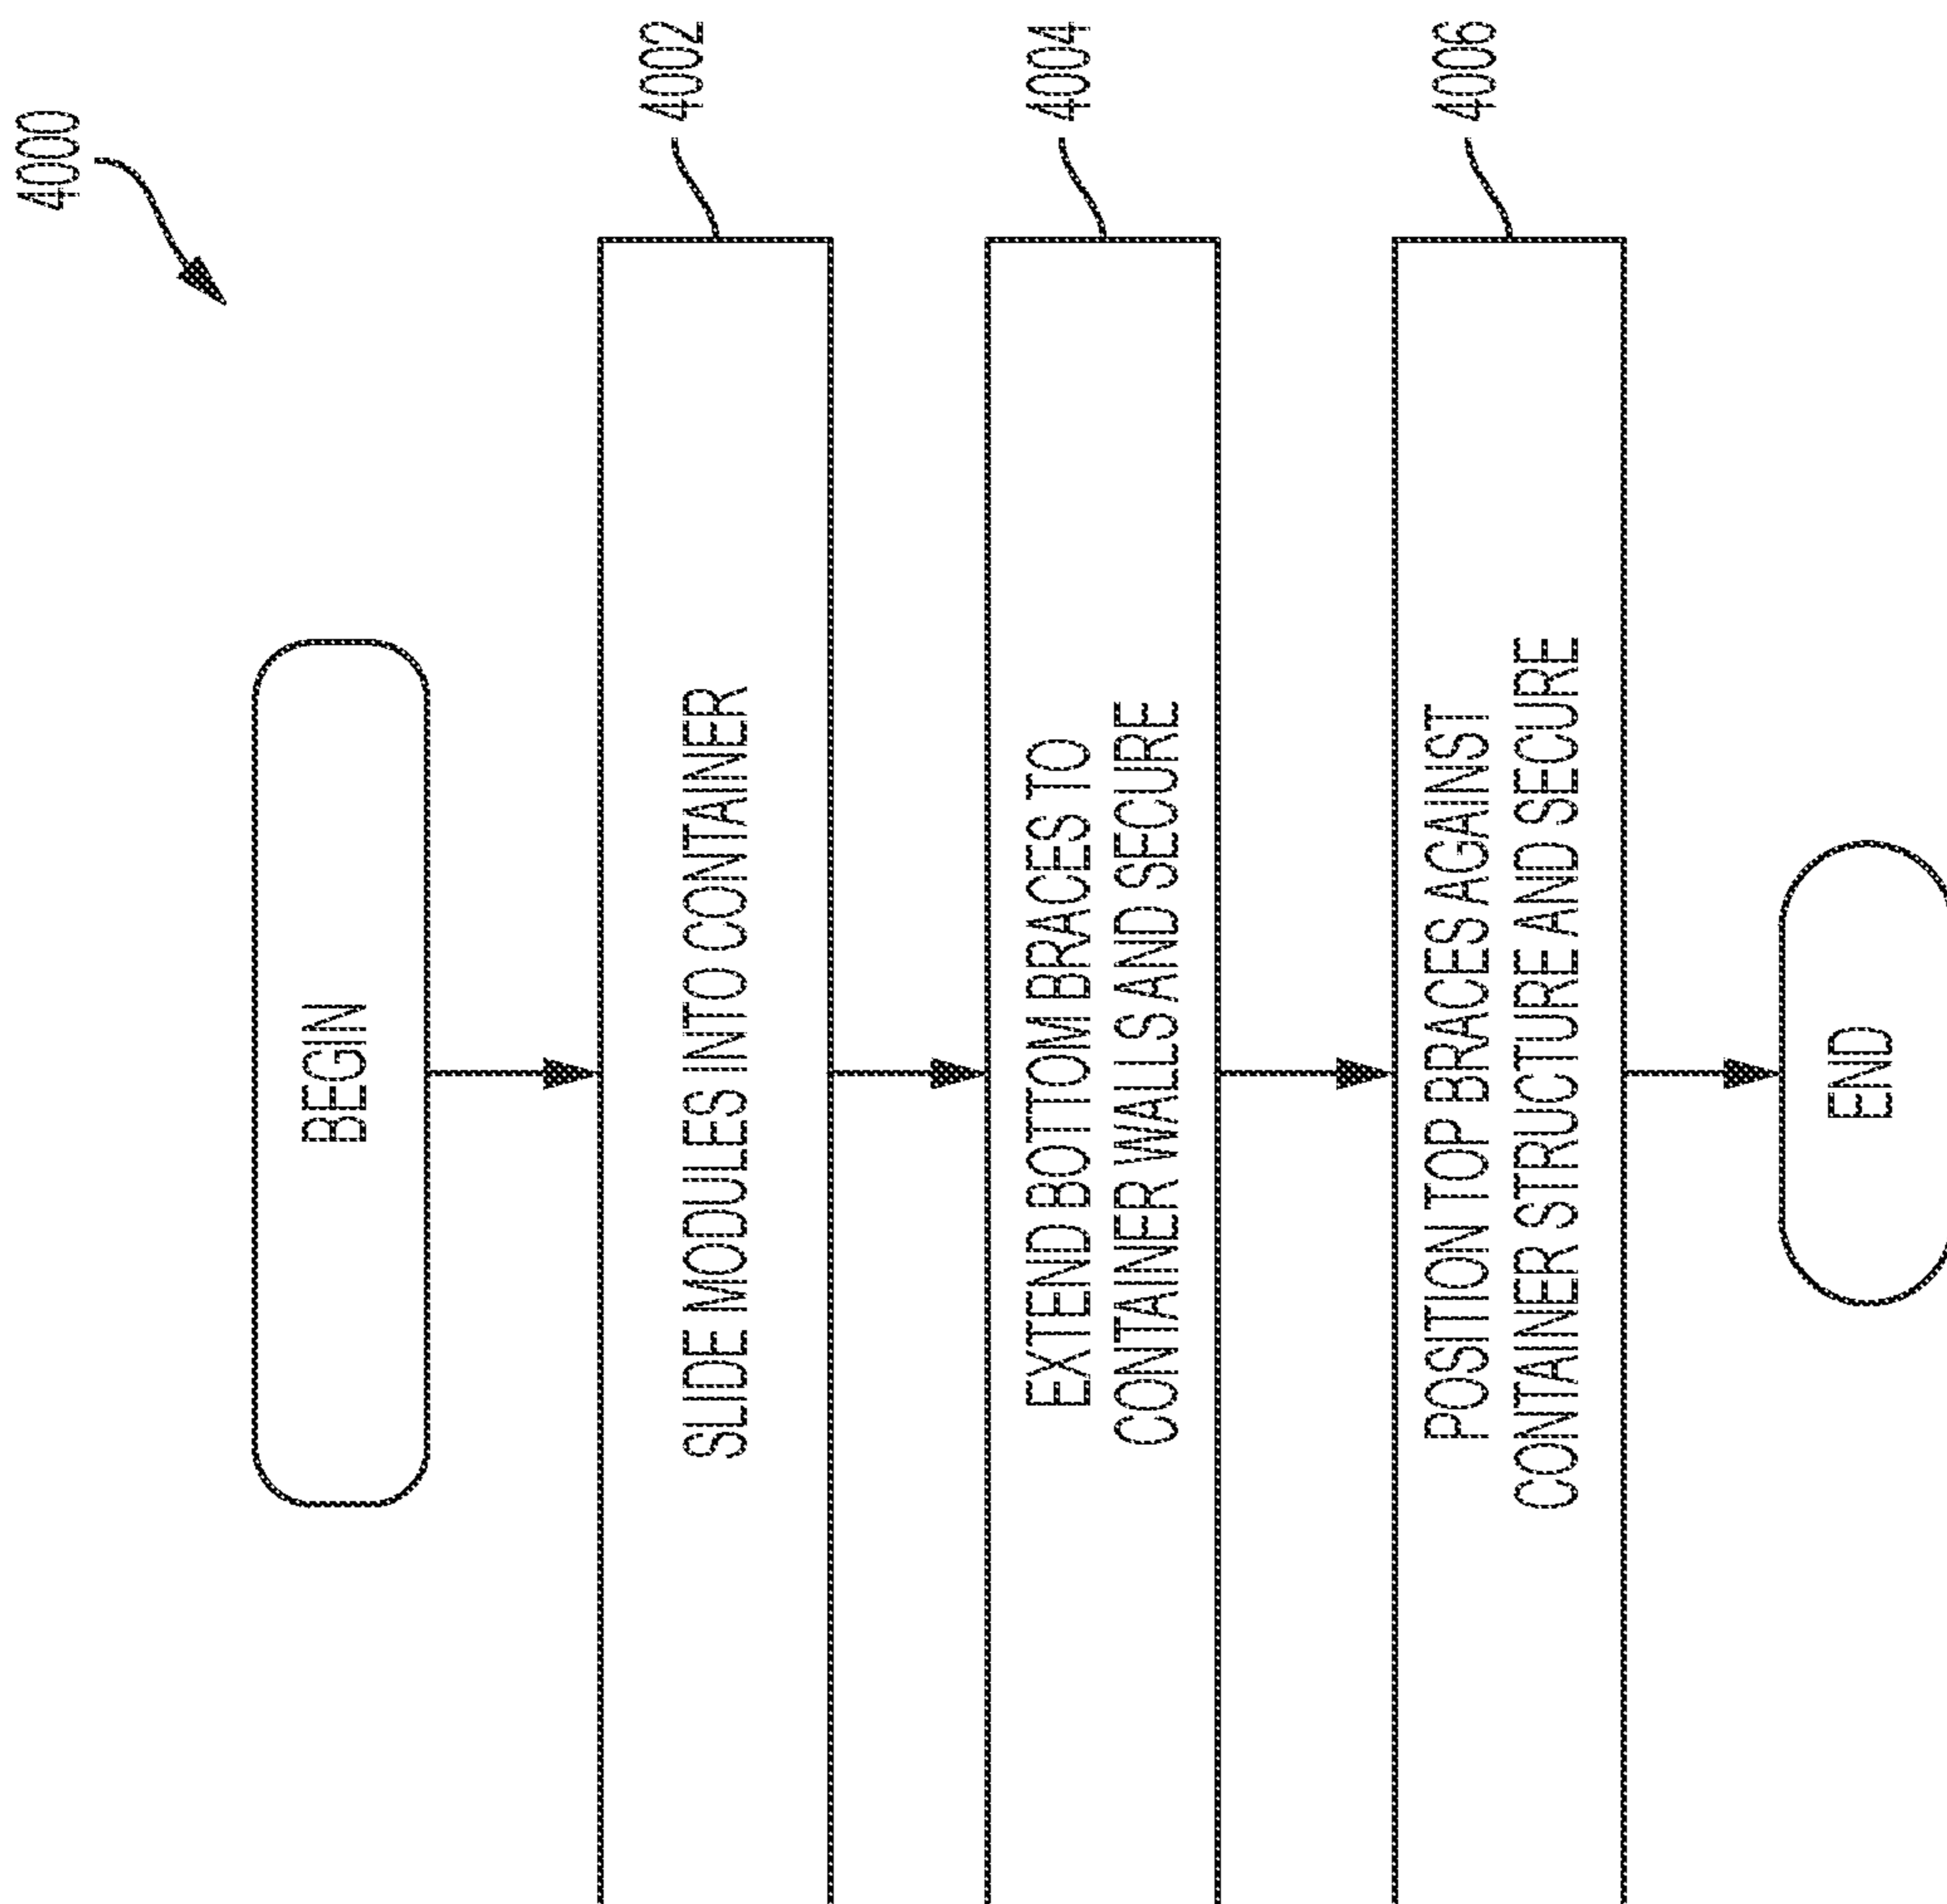 4000
BEGIN
4002
SLIDE MODULES INTO CONTAINER
4004
EXTEND BOTTOM BRACES TO
CONTAINER WALLS AND SECURE
4006
POSITION TOP BRACES AGAINST
CONTAINER STRUCTURE AND SECURE
END